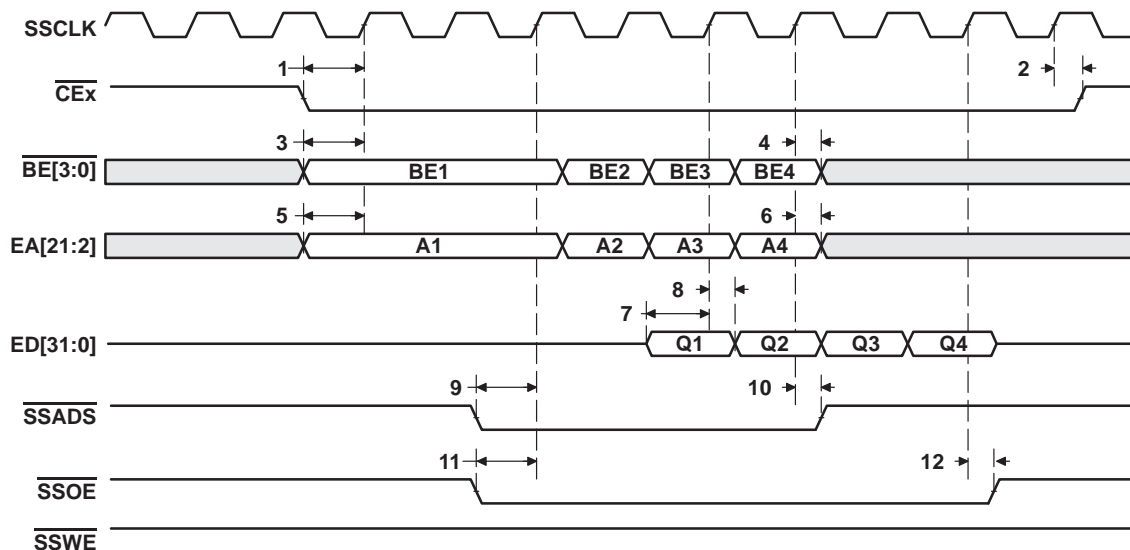 SSCLK
1 2
CEx
3 4
BE[3:0] BE1 BE2 BE3 BE4
5 6
EA[21:2] A1 A2 A3 A4
8
7
ED[31:0] Q1 Q2 Q3 Q4
9 10
SSADS
11 12
SSOE
SSWE